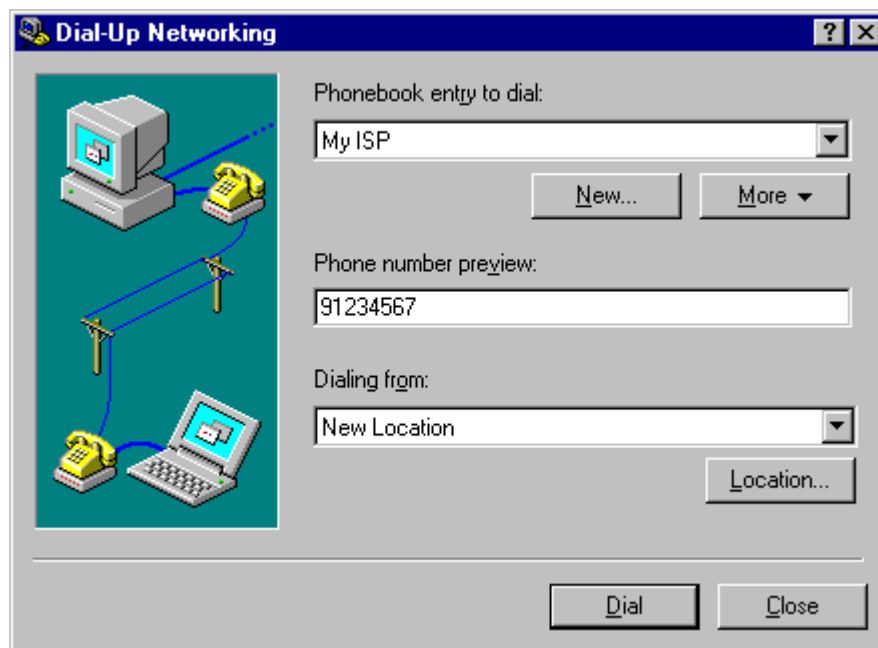 Dial-Up Networking
Phonebook entry to dial:
My ISP
New... More
Phone number preview:
91234567
Dialing from:
New Location
Location...
Dial Close